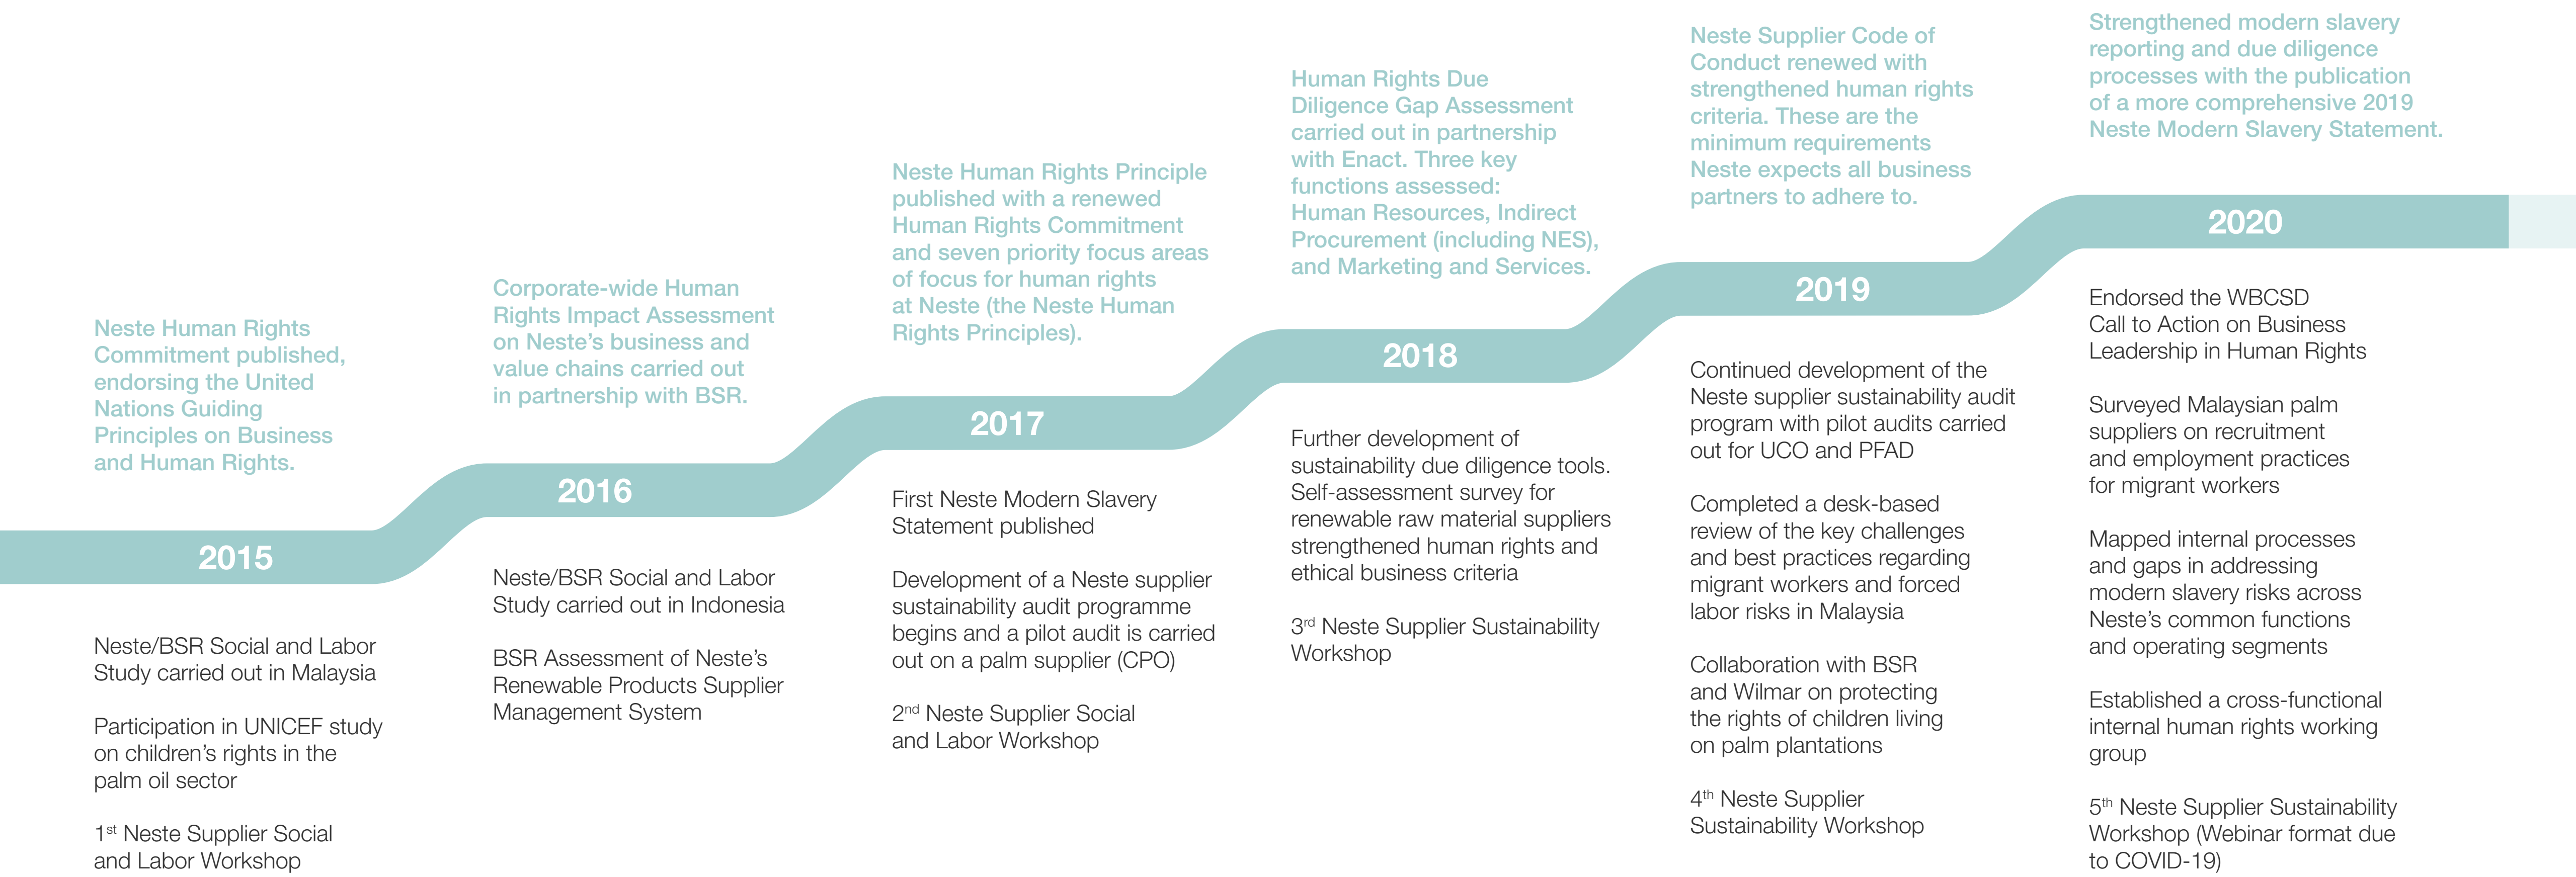 Neste Human Rights
Commitment published,
endorsing the United
Nations Guiding
Principles on Business
and Human Rights.
2015
Neste/BSR Social and Labor
Study carried out in Malaysia
Participation in UNICEF study
on children’s rights in the
palm oil sector
1st Neste Supplier Social
and Labor Workshop
Corporate-wide Human
Rights Impact Assessment
on Neste’s business and
value chains carried out
in partnership with BSR.
2016
Neste/BSR Social and Labor
Study carried out in Indonesia
BSR Assessment of Neste’s
Renewable Products Supplier
Management System
Neste Human Rights Principle
published with a renewed
Human Rights Commitment
and seven priority focus areas
of focus for human rights
at Neste (the Neste Human
Rights Principles).
2017
First Neste Modern Slavery
Statement published
Development of a Neste supplier
sustainability audit programme
begins and a pilot audit is carried
out on a palm supplier (CPO)
2nd Neste Supplier Social
and Labor Workshop
Human Rights Due
Diligence Gap Assessment
carried out in partnership
with Enact. Three key
functions assessed:
Human Resources, Indirect
Procurement (including NES),
and Marketing and Services.
2018
Further development of
sustainability due diligence tools.
Self-assessment survey for
renewable raw material suppliers
strengthened human rights and
ethical business criteria
3rd Neste Supplier Sustainability
Workshop
Neste Supplier Code of
Conduct renewed with
strengthened human rights
criteria. These are the
minimum requirements
Neste expects all business
partners to adhere to.
2019
Continued development of the
Neste supplier sustainability audit
program with pilot audits carried
out for UCO and PFAD
Completed a desk-based
review of the key challenges
and best practices regarding
migrant workers and forced
labor risks in Malaysia
Collaboration with BSR
and Wilmar on protecting
the rights of children living
on palm plantations
4th Neste Supplier
Sustainability Workshop
Strengthened modern slavery
reporting and due diligence
processes with the publication
of a more comprehensive 2019
Neste Modern Slavery Statement.
2020
Endorsed the WBCSD
Call to Action on Business
Leadership in Human Rights
Surveyed Malaysian palm
suppliers on recruitment
and employment practices
for migrant workers
Mapped internal processes
and gaps in addressing
modern slavery risks across
Neste’s common functions
and operating segments
Established a cross-functional
internal human rights working
group
5th Neste Supplier Sustainability
Workshop (Webinar format due
to COVID-19)